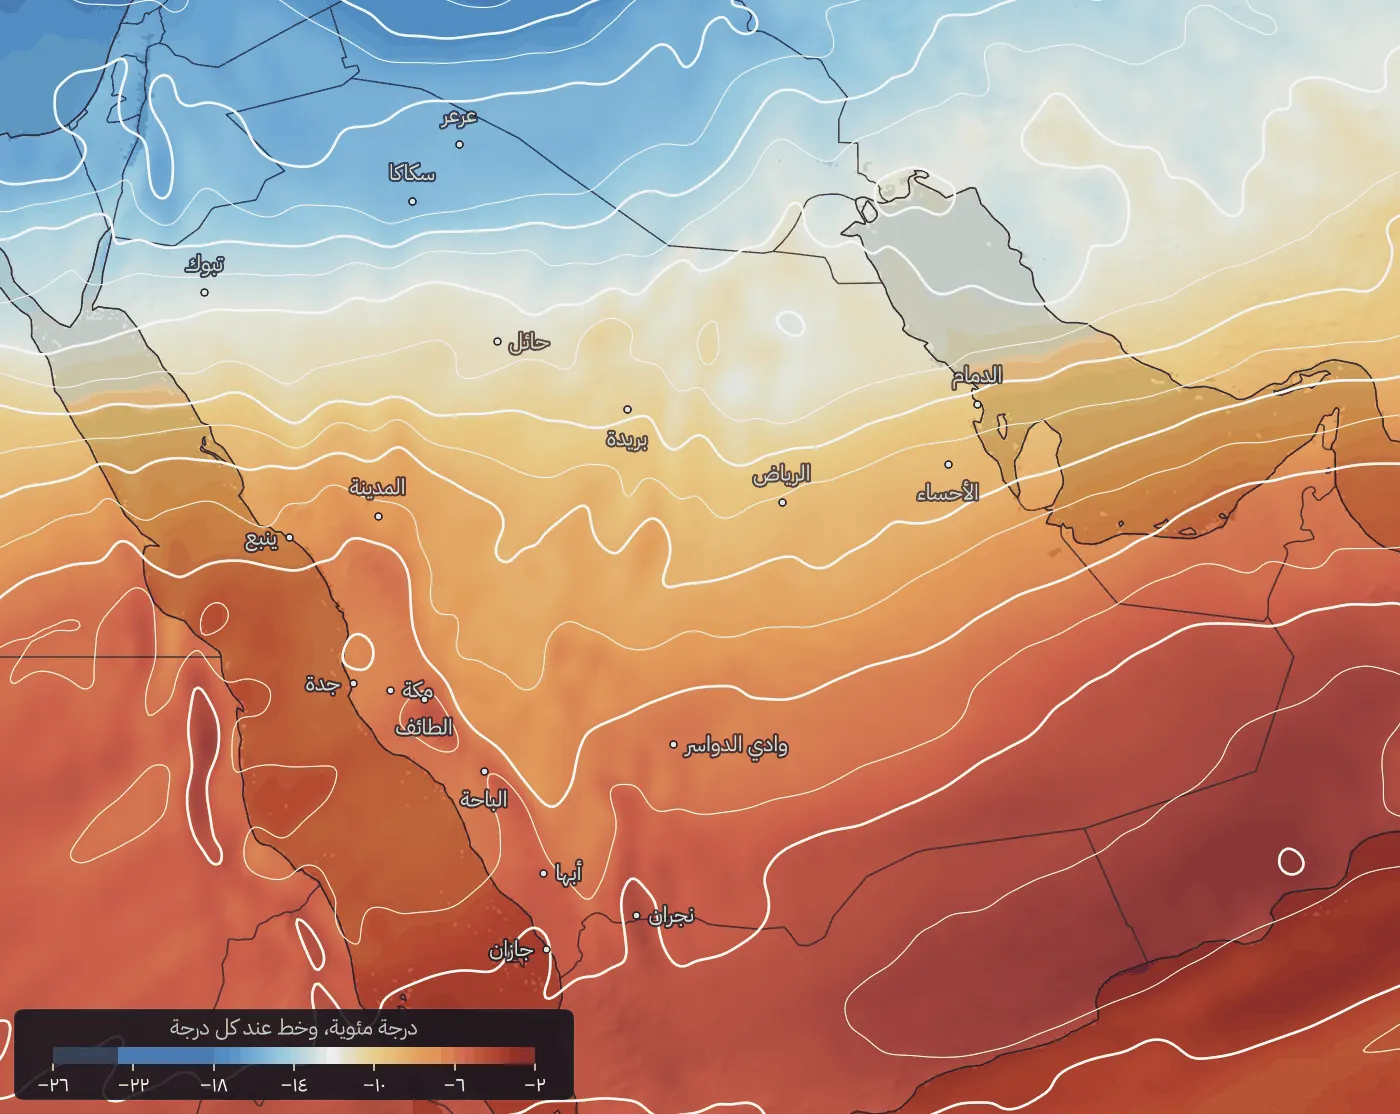 عرعر
سكاكا
تبوك
حائل
الدمام
بريدة
الرياض
المدينة
الأحساء
ينبع
جدة
مكة
الطائف
وادي الدواسر
الباحة
أبها
نجران
جازان
درجة مئوية، وخط عند كل درجة
−٢٦ −٢٢ −١٨ −١٤ −١٠ −٦ −٢